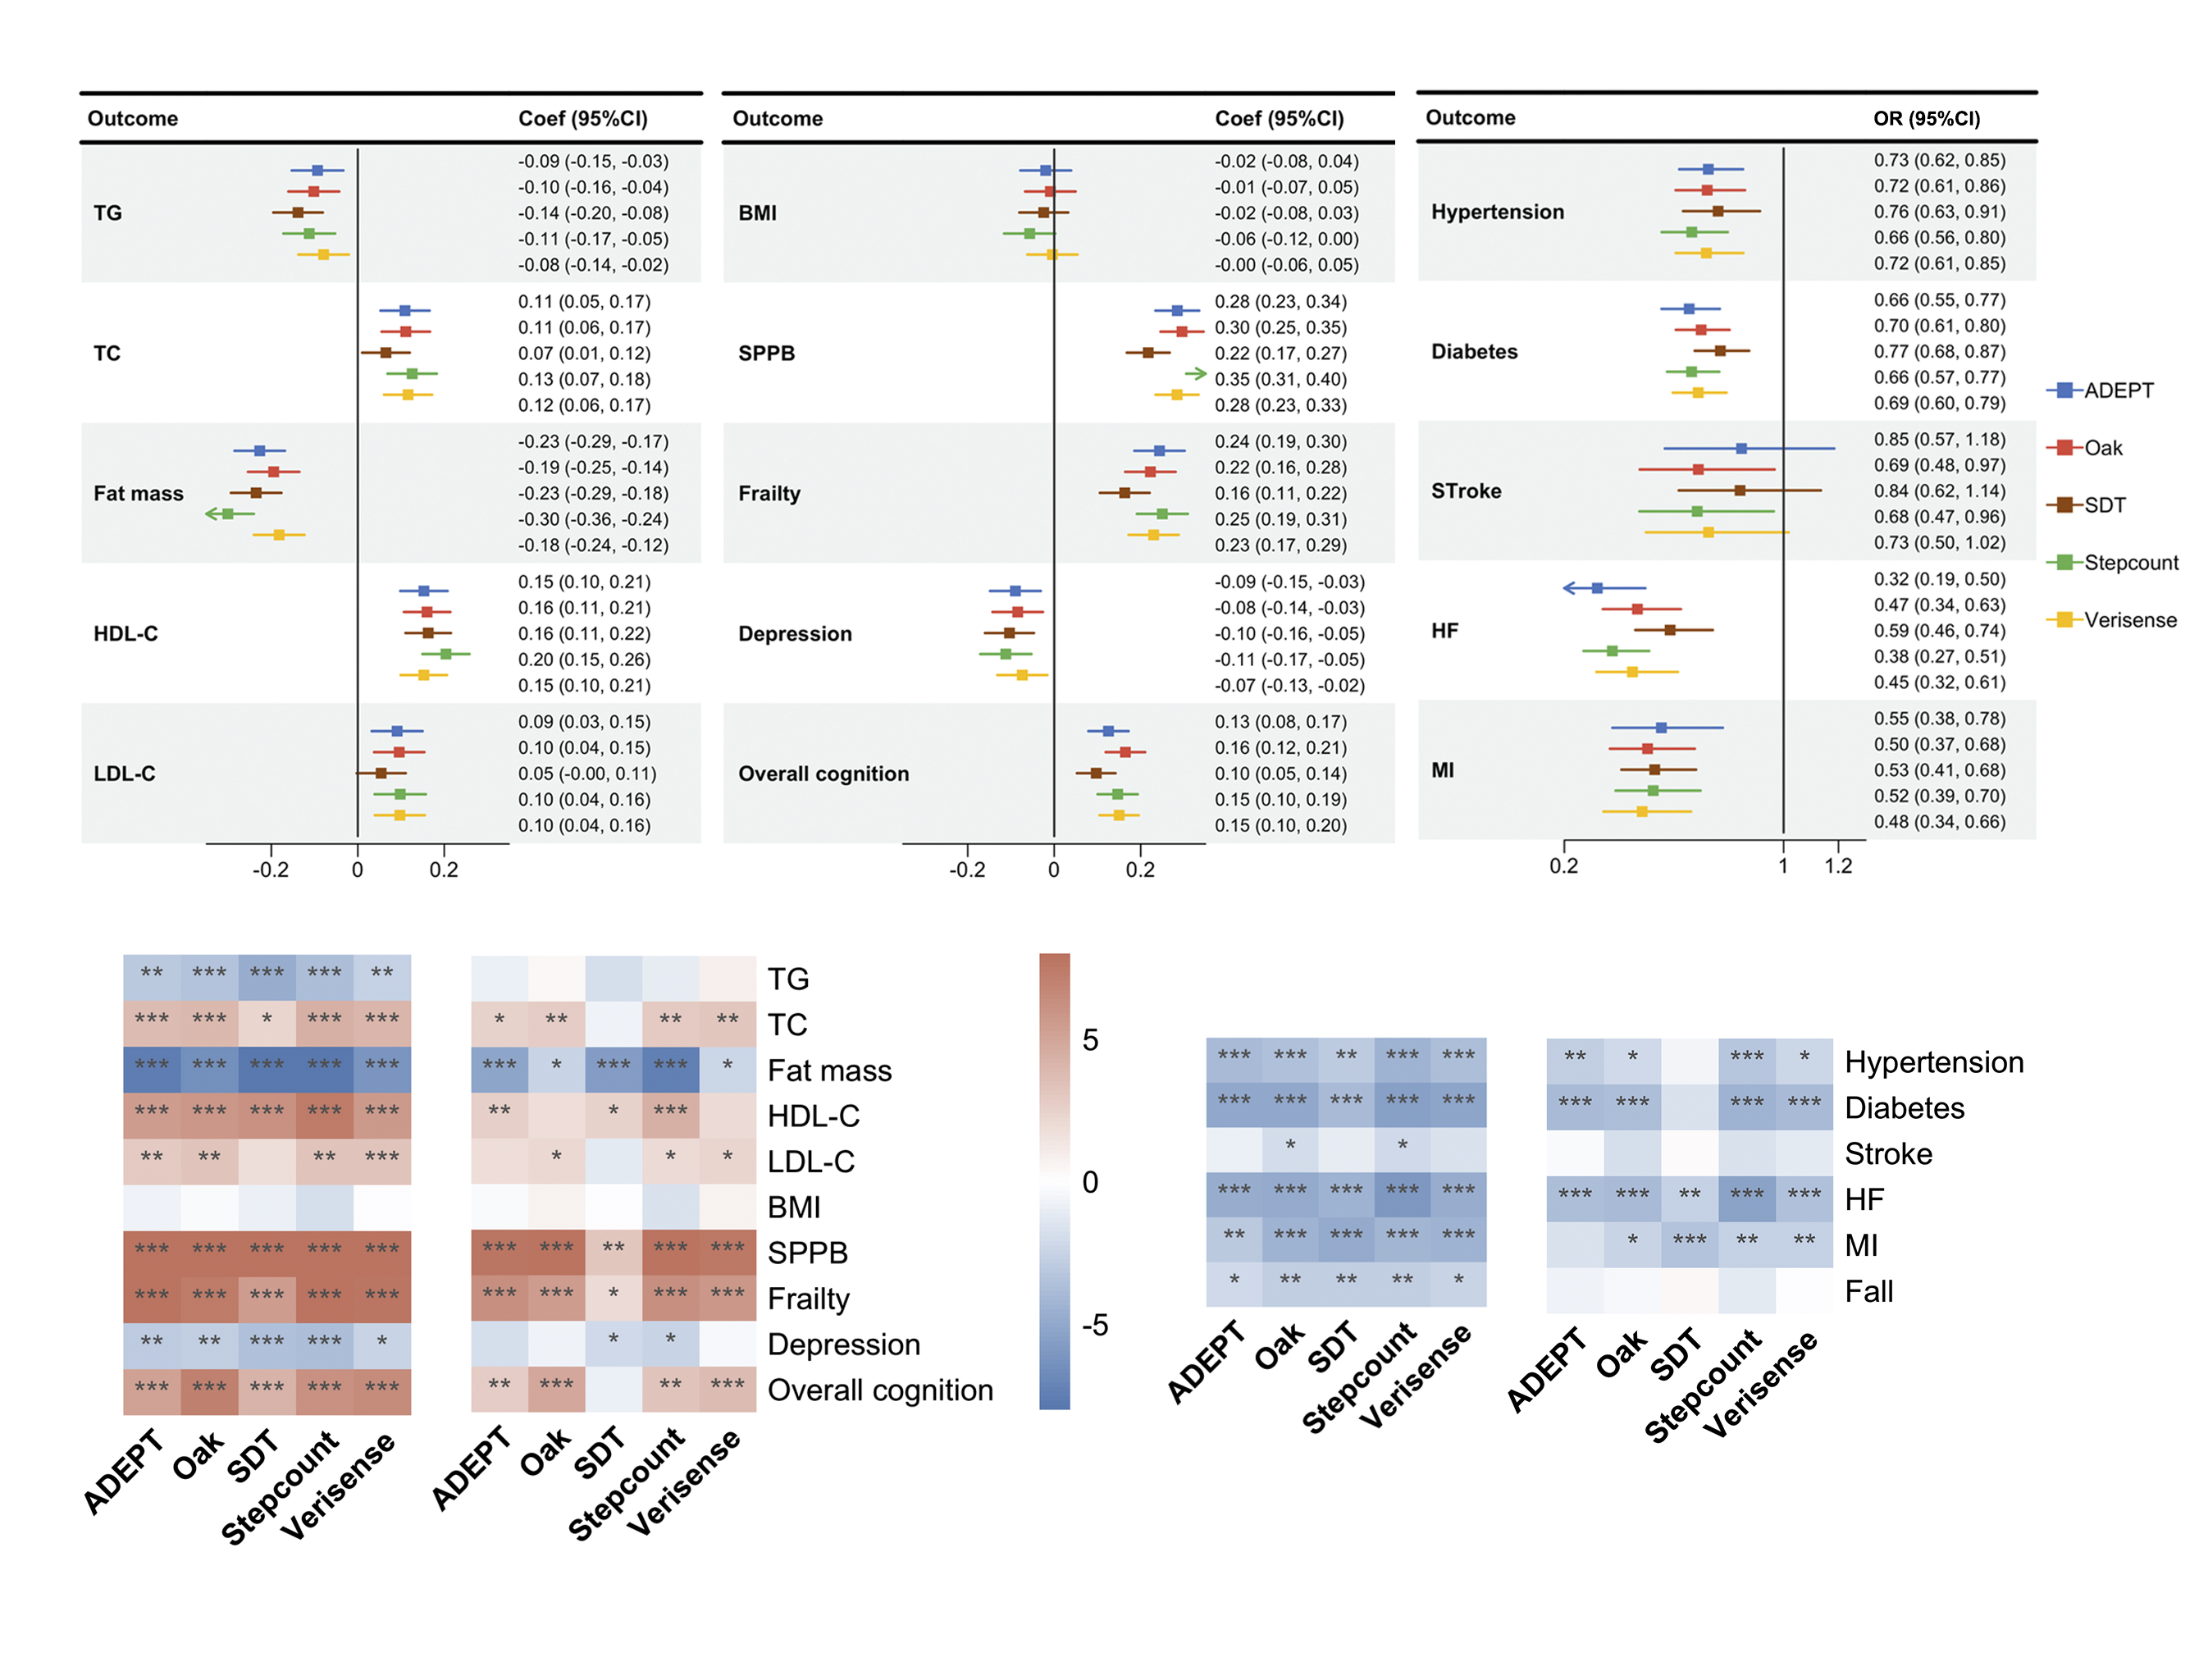 Outcome Coef (95%CI)
TG
-0.09 (-0.15, -0.03)
-0.10 (-0.16, -0.04)
-0.14 (-0.20, -0.08)
-0.11 (-0.17, -0.05)
-0.08 (-0.14, -0.02)
TC
0.11 (0.05, 0.17)
0.11 (0.06, 0.17)
0.07 (0.01, 0.12)
0.13 (0.07, 0.18)
0.12 (0.06, 0.17)
Fat mass
-0.23 (-0.29, -0.17)
-0.19 (-0.25, -0.14)
-0.23 (-0.29, -0.18)
-0.30 (-0.36, -0.24)
-0.18 (-0.24, -0.12)
HDL-C
0.15 (0.10, 0.21)
0.16 (0.11, 0.21)
0.16 (0.11, 0.22)
0.20 (0.15, 0.26)
0.15 (0.10, 0.21)
LDL-C
0.09 (0.03, 0.15)
0.10 (0.04, 0.15)
0.05 (-0.00, 0.11)
0.10 (0.04, 0.16)
0.10 (0.04, 0.16)
-0.2 0 0.2
Outcome Coef (95%CI)
BMI
-0.02 (-0.08, 0.04)
-0.01 (-0.07, 0.05)
-0.02 (-0.08, 0.03)
-0.06 (-0.12, 0.00)
-0.00 (-0.06, 0.05)
SPPB
0.28 (0.23, 0.34)
0.30 (0.25, 0.35)
0.22 (0.17, 0.27)
0.35 (0.31, 0.40)
0.28 (0.23, 0.33)
Frailty
0.24 (0.19, 0.30)
0.22 (0.16, 0.28)
0.16 (0.11, 0.22)
0.25 (0.19, 0.31)
0.23 (0.17, 0.29)
Depression
-0.09 (-0.15, -0.03)
-0.08 (-0.14, -0.03)
-0.10 (-0.16, -0.05)
-0.11 (-0.17, -0.05)
-0.07 (-0.13, -0.02)
Overall cognition
0.13 (0.08, 0.17)
0.16 (0.12, 0.21)
0.10 (0.05, 0.14)
0.15 (0.10, 0.19)
0.15 (0.10, 0.20)
-0.2 0 0.2
Outcome OR (95%CI)
Hypertension
0.73 (0.62, 0.85)
0.72 (0.61, 0.86)
0.76 (0.63, 0.91)
0.66 (0.56, 0.80)
0.72 (0.61, 0.85)
Diabetes
0.66 (0.55, 0.77)
0.70 (0.61, 0.80)
0.77 (0.68, 0.87)
0.66 (0.57, 0.77)
0.69 (0.60, 0.79)
STroke
0.85 (0.57, 1.18)
0.69 (0.48, 0.97)
0.84 (0.62, 1.14)
0.68 (0.47, 0.96)
0.73 (0.50, 1.02)
HF
0.32 (0.19, 0.50)
0.47 (0.34, 0.63)
0.59 (0.46, 0.74)
0.38 (0.27, 0.51)
0.45 (0.32, 0.61)
MI
0.55 (0.38, 0.78)
0.50 (0.37, 0.68)
0.53 (0.41, 0.68)
0.52 (0.39, 0.70)
0.48 (0.34, 0.66)
0.2 1 1.2
ADEPT
Oak
SDT
Stepcount
Verisense
** *** *** *** ** TG
*** *** * *** *** * ** ** ** TC
*** *** *** *** *** *** * *** *** * Fat mass
*** *** *** *** *** ** * *** HDL-C
** ** ** *** * * * LDL-C
BMI
*** *** *** *** *** *** *** ** *** *** SPPB
*** *** *** *** *** *** *** * *** *** Frailty
** ** *** *** * * * Depression
*** *** *** *** *** ** *** ** *** Overall cognition
ADEPT Oak SDT Stepcount Verisense
ADEPT Oak SDT Stepcount Verisense
5
0
-5
*** *** ** *** *** ** * *** * Hypertension
*** *** *** *** *** *** *** *** *** Diabetes
* * Stroke
*** *** *** *** *** *** *** ** *** *** HF
** *** *** *** *** * *** ** ** MI
* ** ** ** * Fall
ADEPT Oak SDT Stepcount Verisense
ADEPT Oak SDT Stepcount Verisense